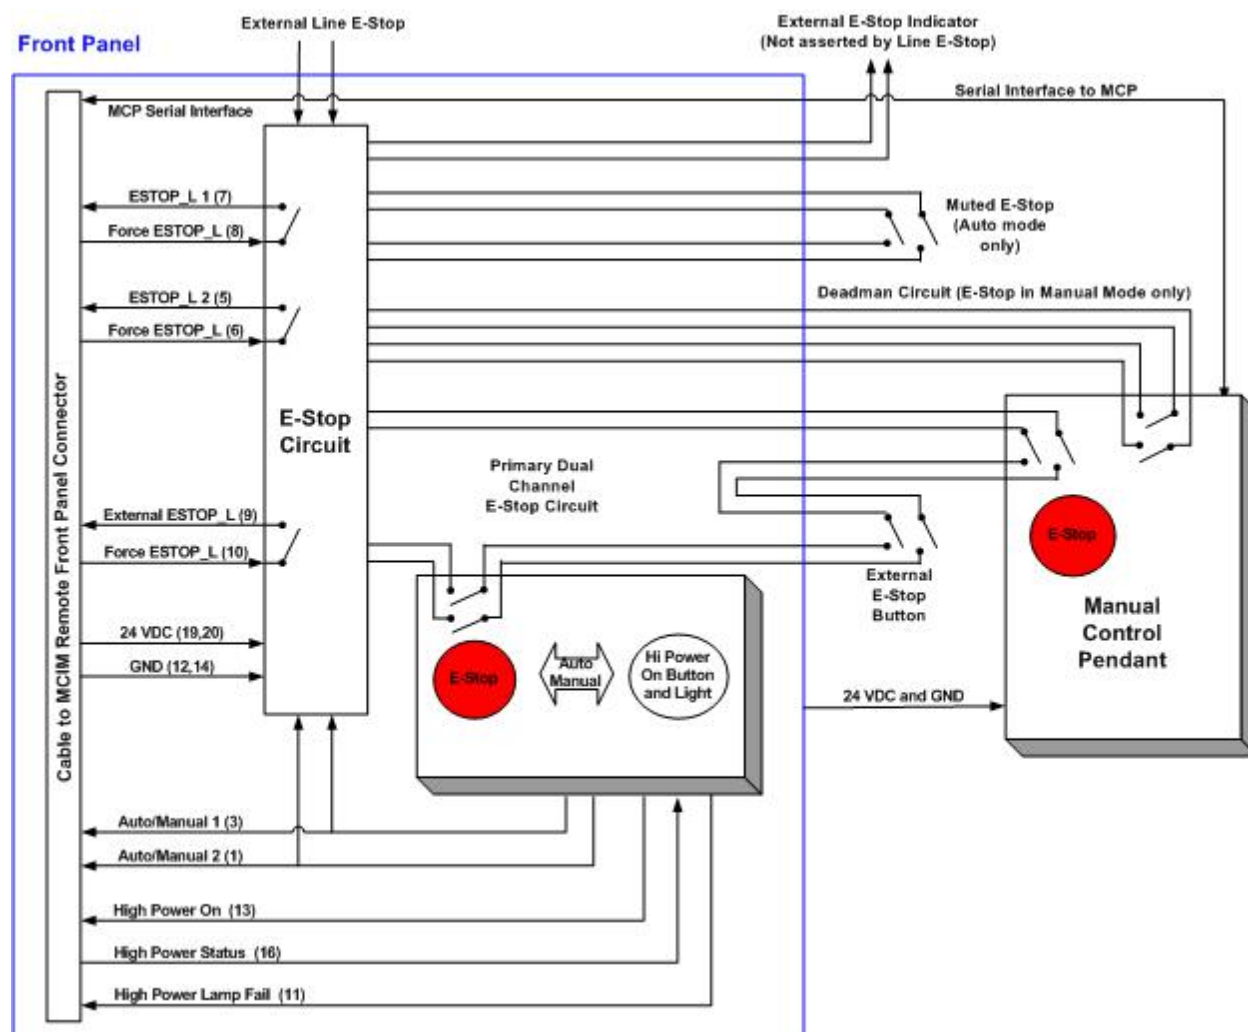 External Line E-Stop
External E-Stop Indicator
(Not asserted by Line E-Stop)
Front Panel
Serial Interface to MCP
MCP Serial Interface
ESTOP_L 1 (7)
Force ESTOP_L (8)
Muted E-Stop
(Auto mode
only)
ESTOP_L 2 (5)
Force ESTOP_L (6)
Deadman Circuit (E-Stop in Manual Mode only)
Cable to MCIM Remote Front Panel Connector
E-Stop
Circuit
Primary Dual
Channel
E-Stop Circuit
External ESTOP_L (9)
Force ESTOP_L (10)
External
E-Stop
Button
E-Stop
Manual
Control
Pendant
24 VDC (19,20)
GND (12,14)
E-Stop
Auto
Manual
Hi Power
On Button
and Light
24 VDC and GND
Auto/Manual 1 (3)
Auto/Manual 2 (1)
High Power On (13)
High Power Status (16)
High Power Lamp Fail (11)